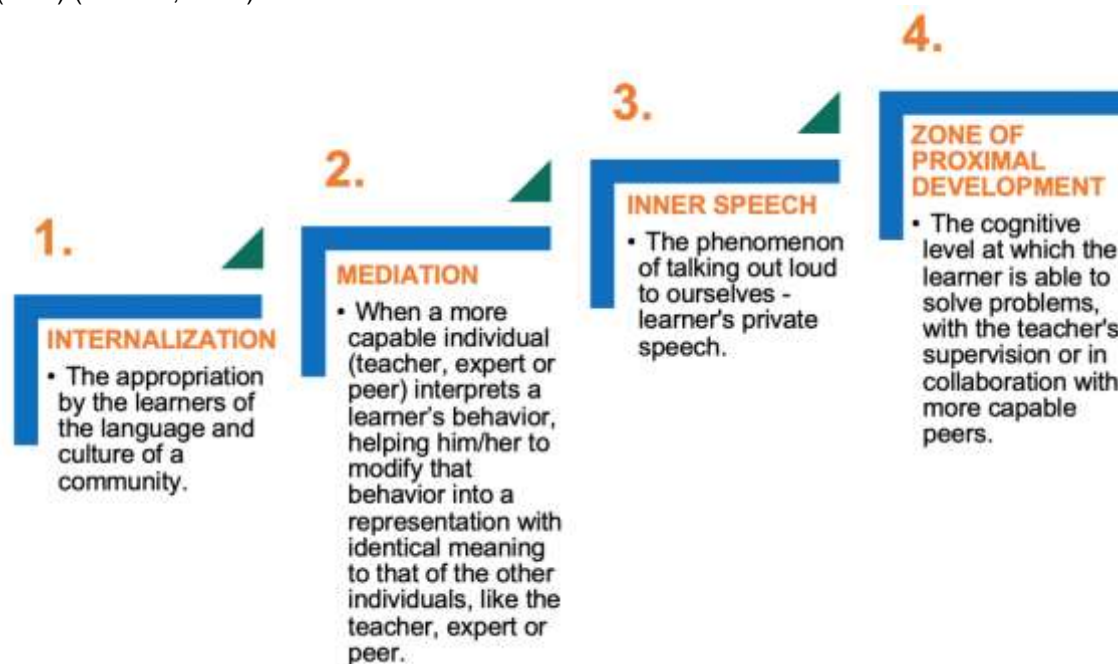 1.
INTERNALIZATION
• The appropriation
by the learners of
the language and
culture of a
community.
2.
MEDIATION
• When a more
capable individual
(teacher, expert or
peer) interprets a
learner's behavior,
helping him/her to
modify that
behavior into a
representation with
identical meaning
to that of the other
individuals, like the
teacher, expert or
peer.
3.
INNER SPEECH
• The phenomenon
of talking out loud
to ourselves -
learner's private
speech.
4.
ZONE OF
PROXIMAL
DEVELOPMENT
• The cognitive
level at which the
learner is able to
solve problems,
with the teacher's
supervision or in
collaboration with
more capable
peers.